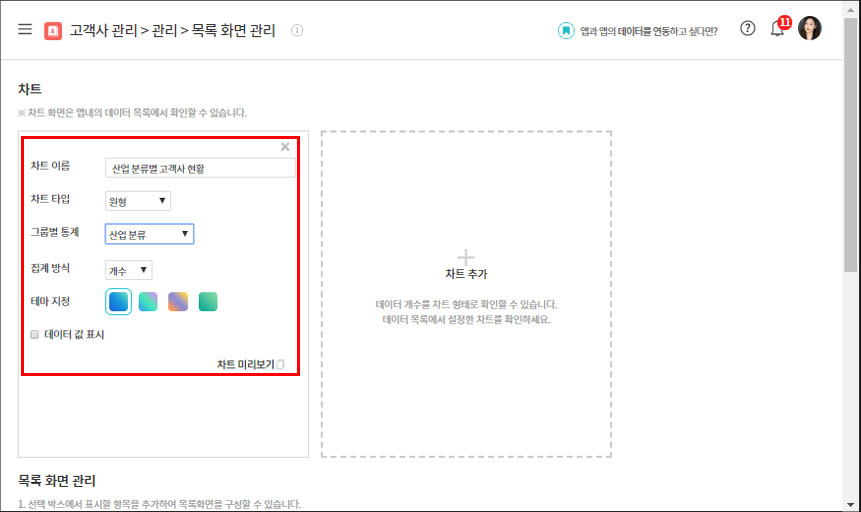 고객사 관리 > 관리 > 목록 화면 관리
앱과 앱의 데이터를 연동하고 싶다면?
11
차트
※ 차트 화면은 앱내의 데이터 목록에서 확인할 수 있습니다.
차트 이름
산업 분류별 고객사 현황
차트 타입
원형
그룹별 통계
산업 분류
집계 방식
개수
테마 지정
데이터 값 표시
차트 미리보기
차트 추가
데이터 개수를 차트 형태로 확인할 수 있습니다.
데이터 목록에서 설정한 차트를 확인하세요.
목록 화면 관리
1. 선택 박스에서 표시할 항목을 추가하여 목록화면을 구성할 수 있습니다.